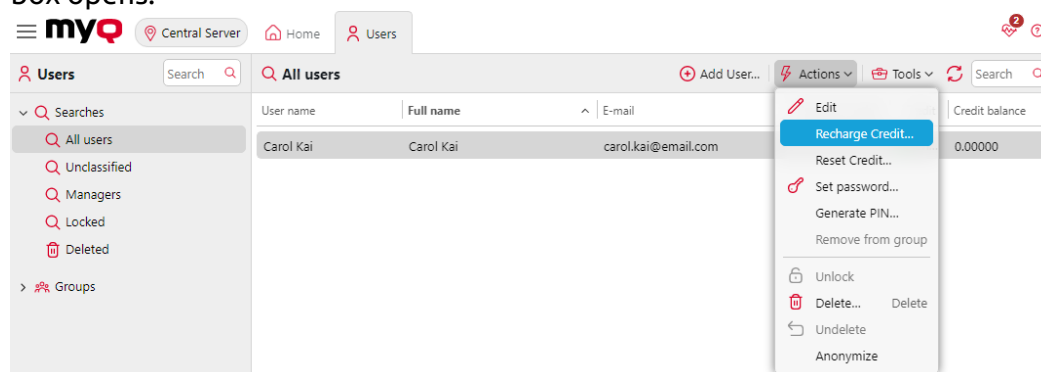 box opens.
myQ
Central Server
Home
Users
2
Users
Search
All users
Add User...
Actions
Tools
Search
Searches
All users
Unclassified
Managers
Locked
Deleted
Groups
User name
Full name
E-mail
Credit balance
Carol Kai
Carol Kai
carol.kai@email.com
0.00000
Edit
Recharge Credit...
Reset Credit...
Set password...
Generate PIN...
Remove from group
Unlock
Delete... Delete
Undelete
Anonymize